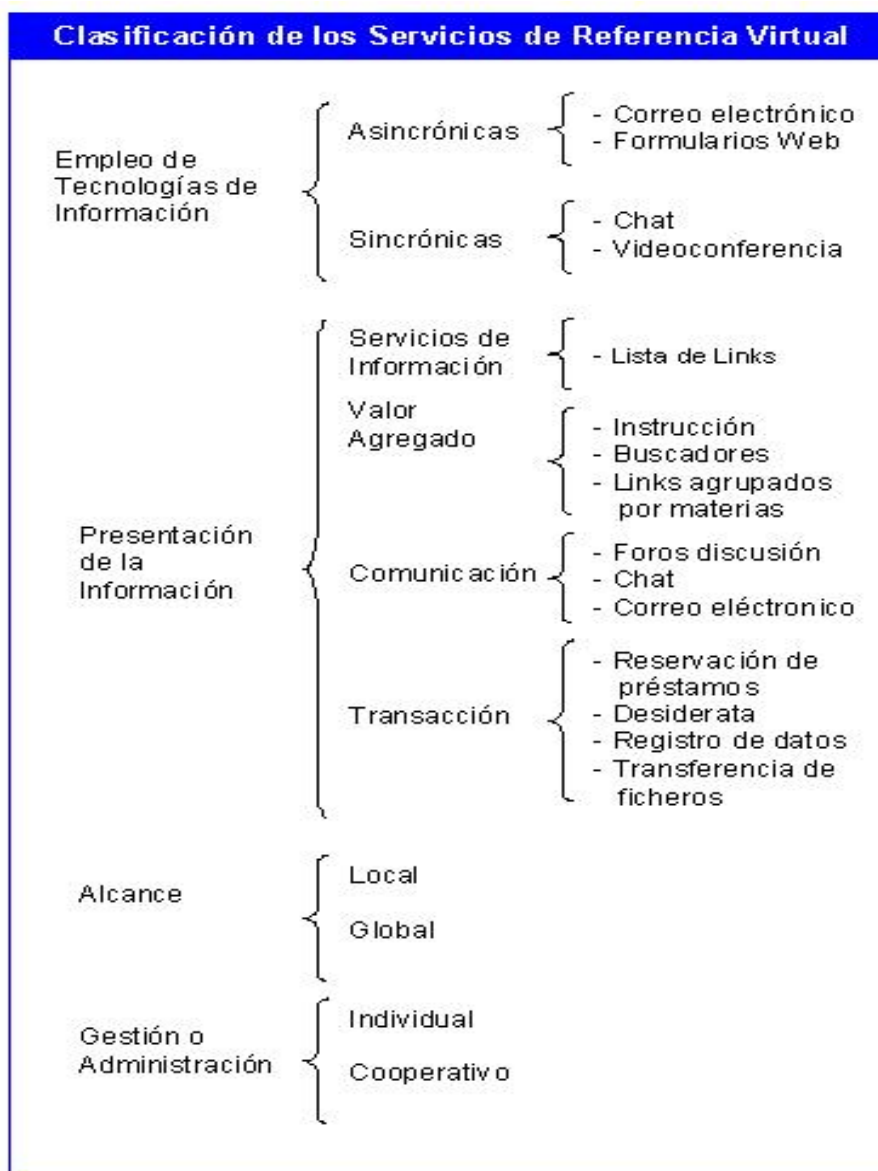 Clasificación de los Servicios de Referencia Virtual
Empleo de
Tecnologías de
Información
Asincrónicas
- Correo electrónico
- Formularios Web
Sincrónicas
- Chat
- Videoconferencia
Presentación
de la
Información
Servicios de
Información
- Lista de Links
Valor
Agregado
- Instrucción
- Buscadores
- Links agrupados
por materias
Comunicación
- Foros discusión
- Chat
- Correo eléctronico
Transacción
- Reservación de
préstamos
- Desiderata
- Registro de datos
- Transferencia de
ficheros
Alcance
Local
Global
Gestión o
Administración
Individual
Cooperativo